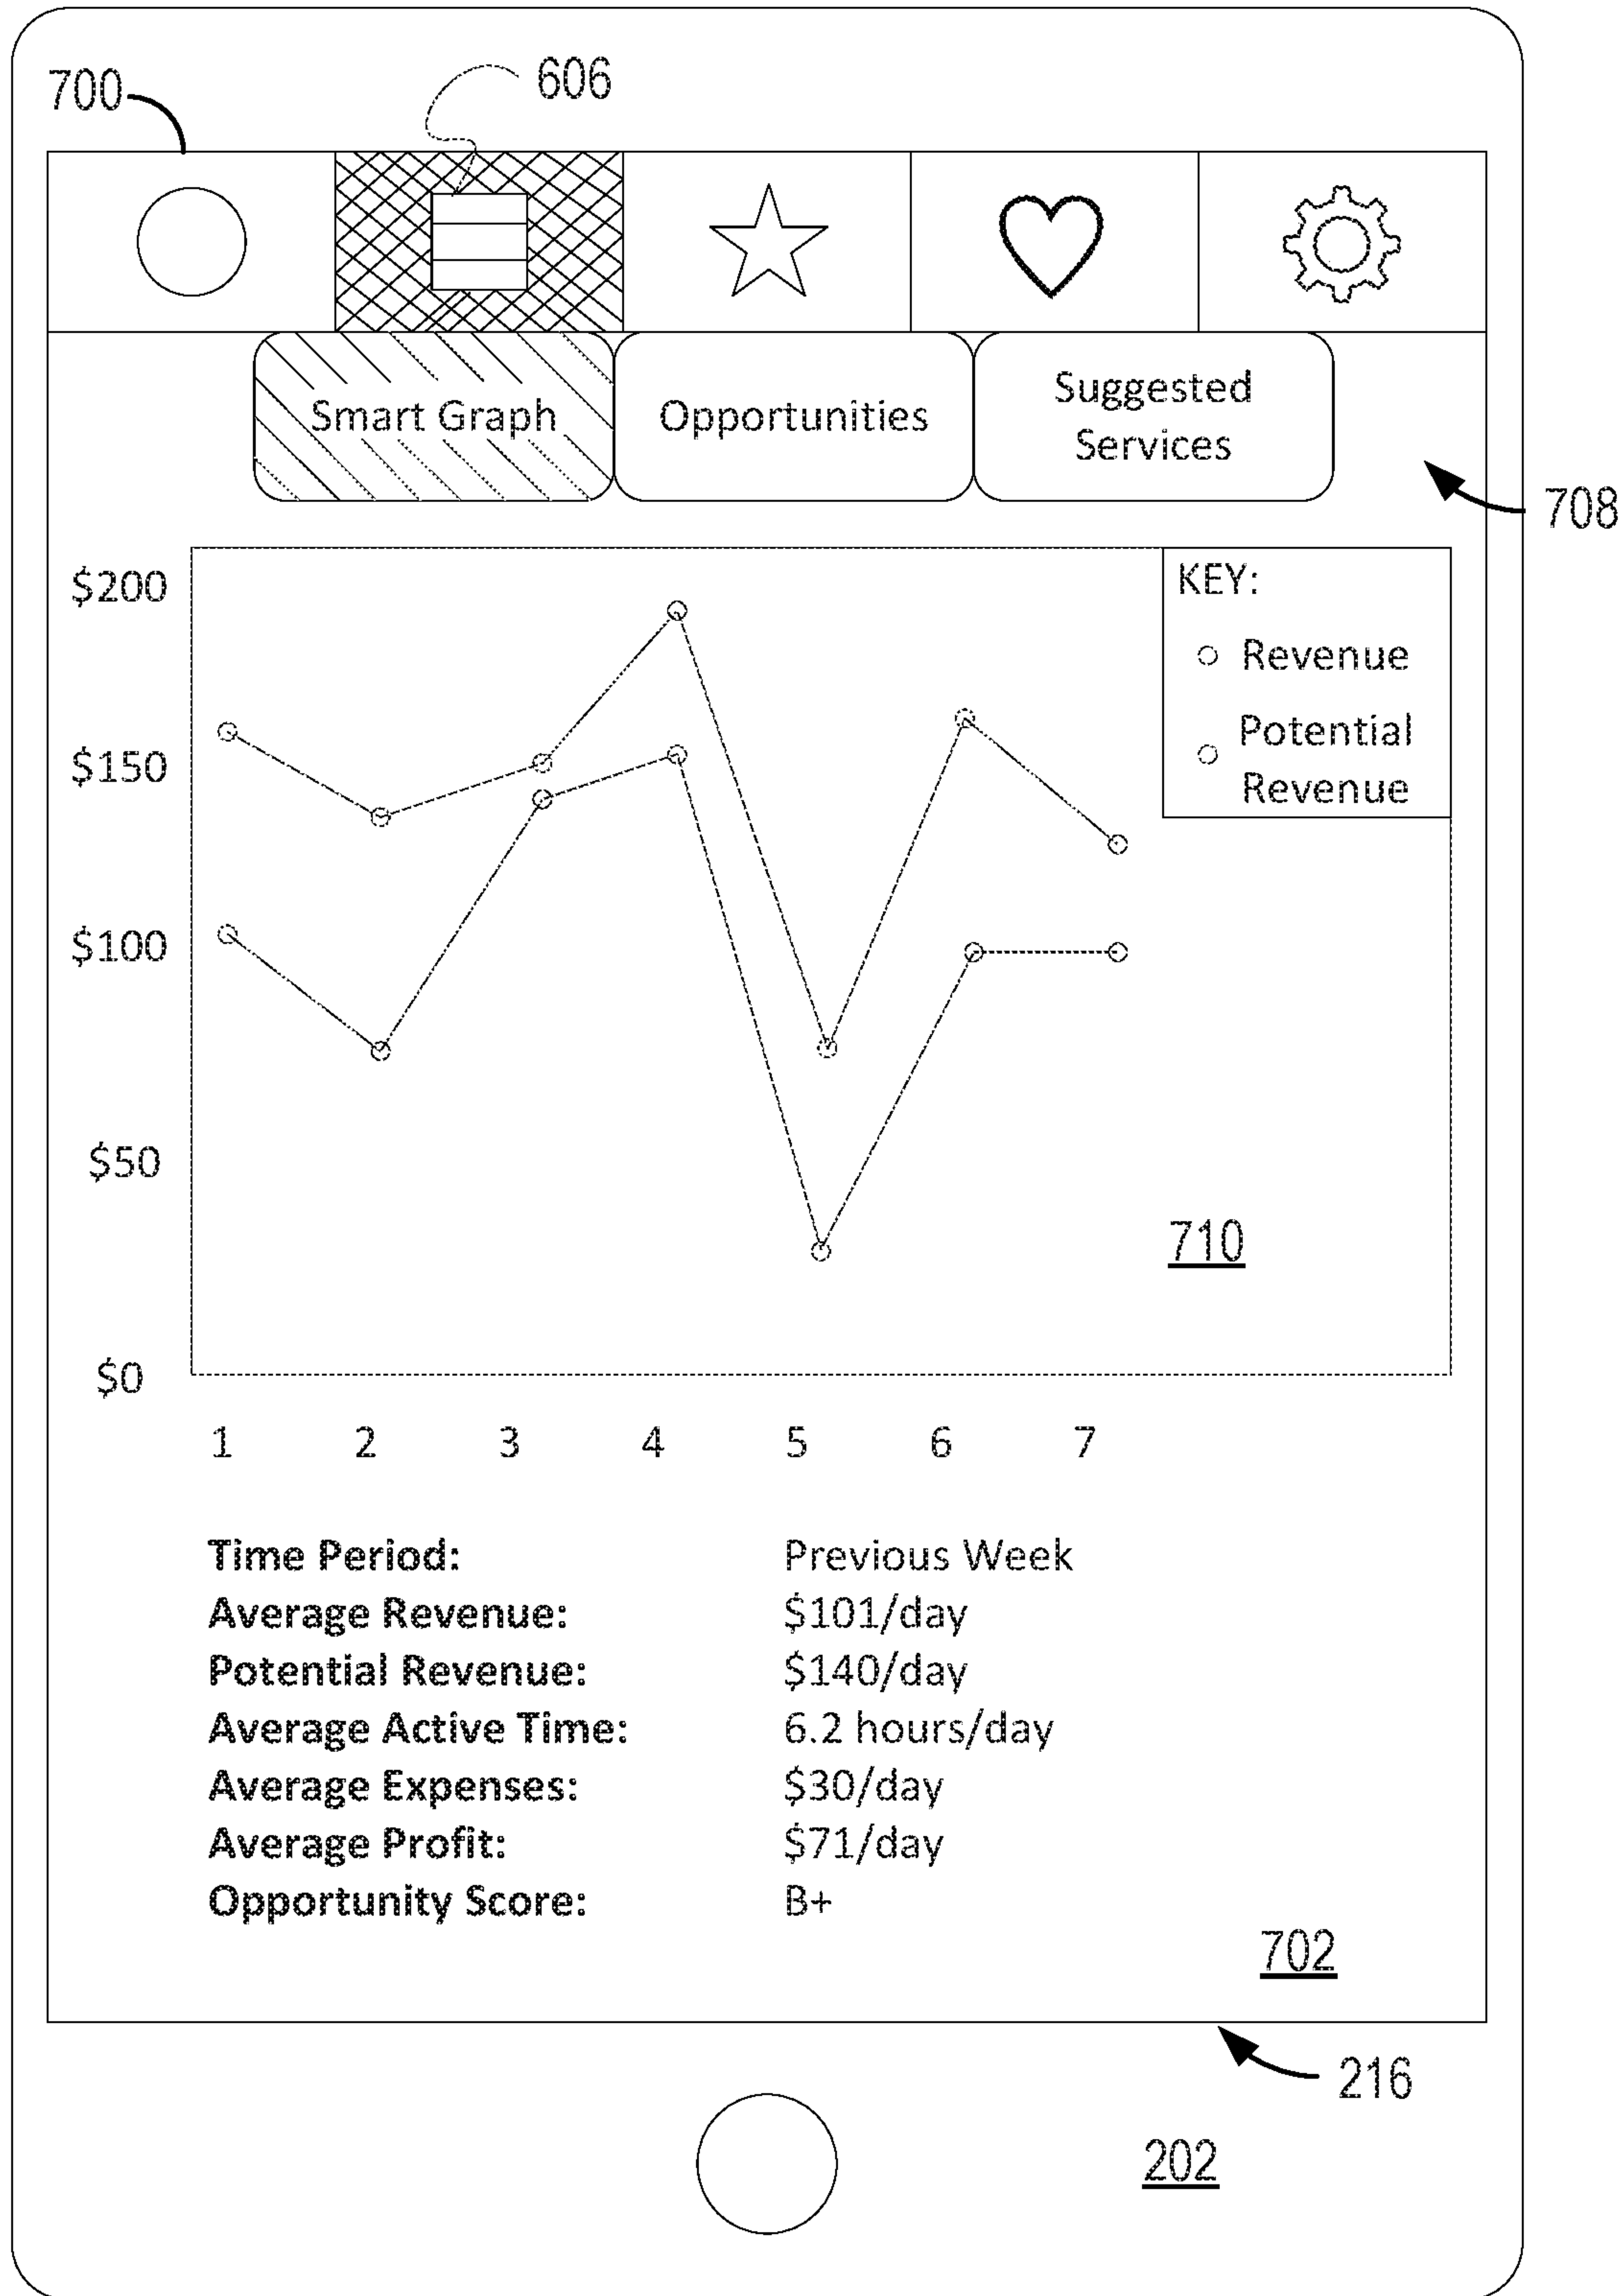 700
606
Smart Graph
Opportunities
Suggested
Services
708
$200
$150
$100
$50
$0
KEY:
Revenue
Potential
Revenue
710
1 2 3 4 5 6 7
Time Period: Previous Week
Average Revenue: $101/day
Potential Revenue: $140/day
Average Active Time: 6.2 hours/day
Average Expenses: $30/day
Average Profit: $71/day
Opportunity Score: B+
702
216
202